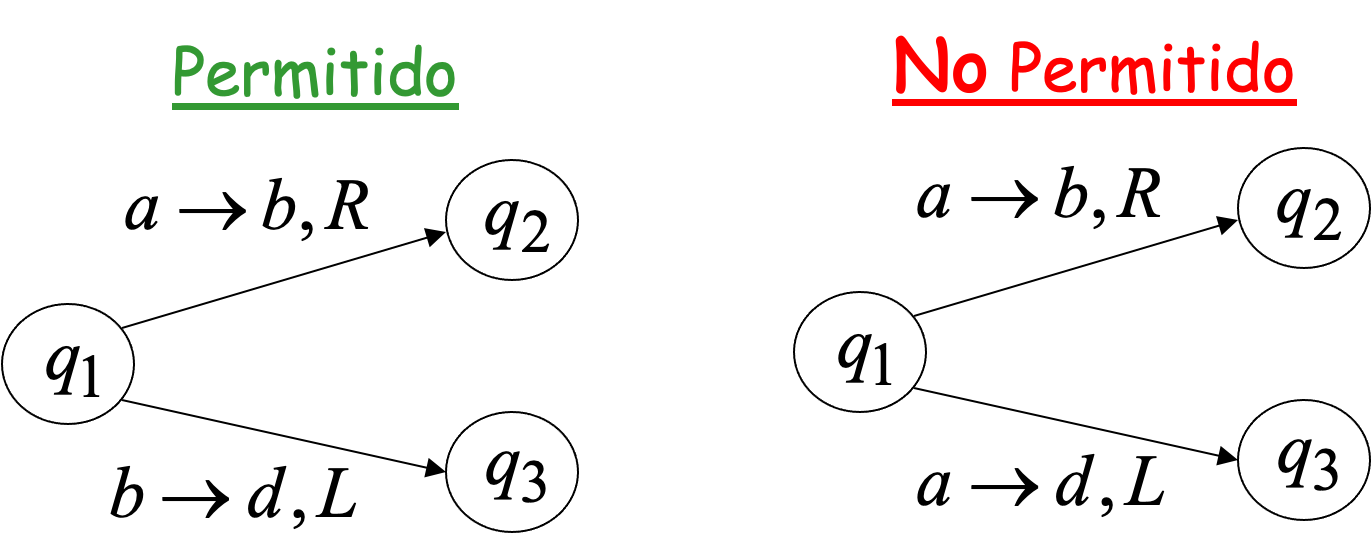 Permitido
a → b, R
q2
q1
b → d, L
q3
No Permitido
a → b, R
q2
q1
a → d, L
q3